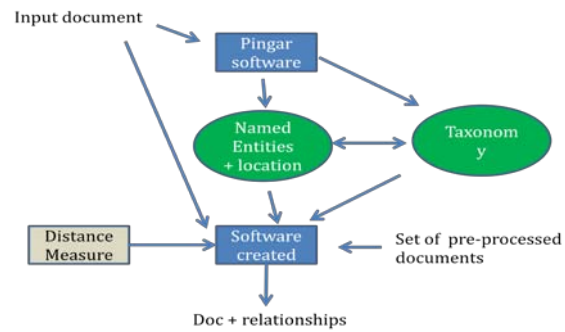 Input document
Pingar
software
Named
Entities
+ location
Taxonom
y
Distance
Measure
Software
created
Set of pre-processed
documents
Doc + relationships